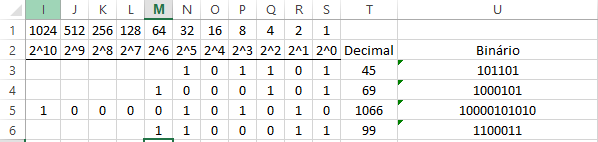 I J K L M N O P Q R S T U
1 1024 512 256 128 64 32 16 8 4 2 1
2 2^10 2^9 2^8 2^7 2^6 2^5 2^4 2^3 2^2 2^1 2^0 Decimal Binário
3 1 0 1 1 0 1 45 101101
4 1 0 0 0 1 0 1 69 1000101
5 1 0 0 0 0 1 0 1 0 1 0 1066 10000101010
6 1 1 0 0 0 1 1 99 1100011